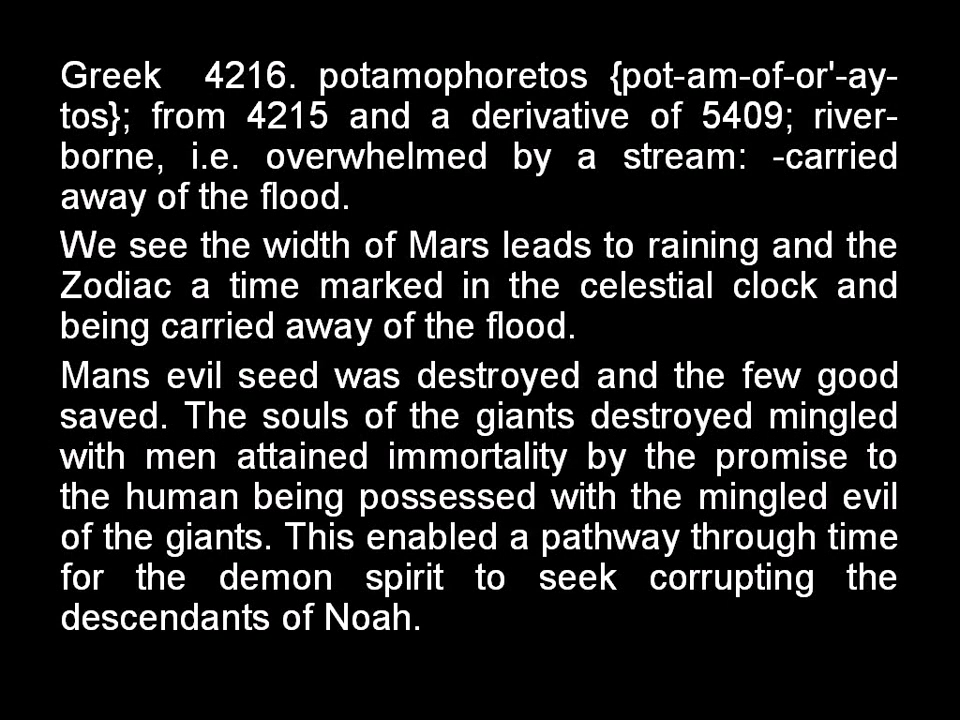 Greek 4216. potamophoretos {pot-am-of-or'-ay-
tos}; from 4215 and a derivative of 5409; river-
borne, i.e. overwhelmed by a stream: -carried
away of the flood.
We see the width of Mars leads to raining and the
Zodiac a time marked in the celestial clock and
being carried away of the flood.
Mans evil seed was destroyed and the few good
saved. The souls of the giants destroyed mingled
with men attained immortality by the promise to
the human being possessed with the mingled evil
of the giants. This enabled a pathway through time
for the demon spirit to seek corrupting the
descendants of Noah.